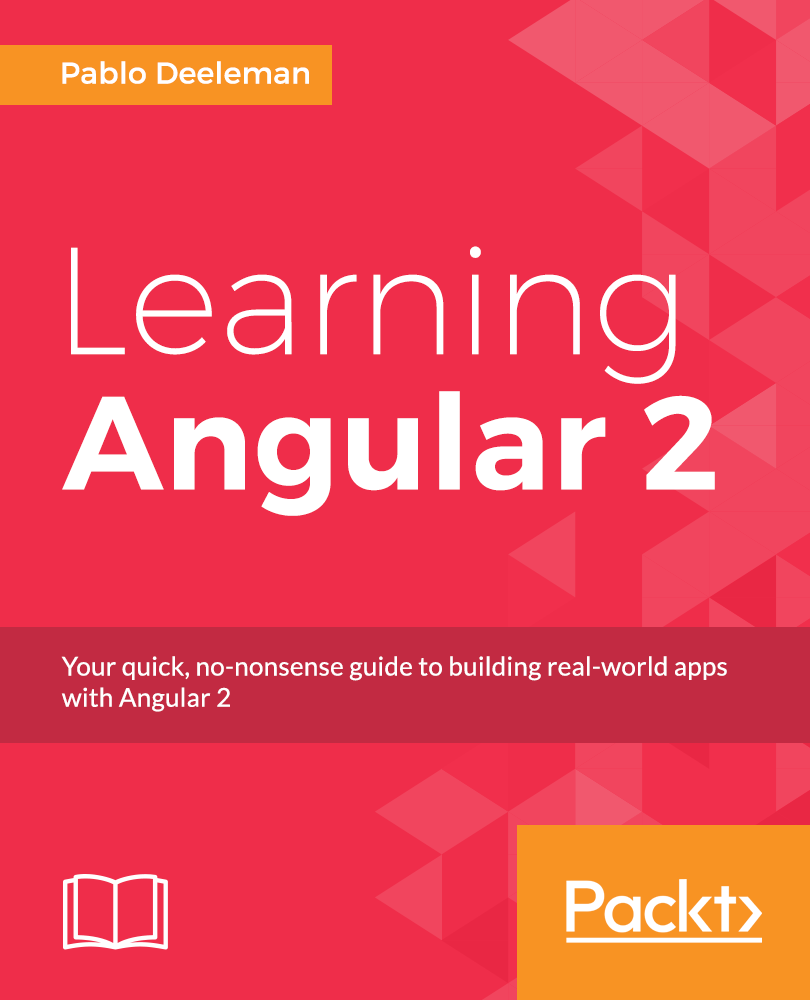 Pablo Deeleman
Learning
Angular 2
Your quick, no-nonsense guide to building real-world apps
with Angular 2
Packt>